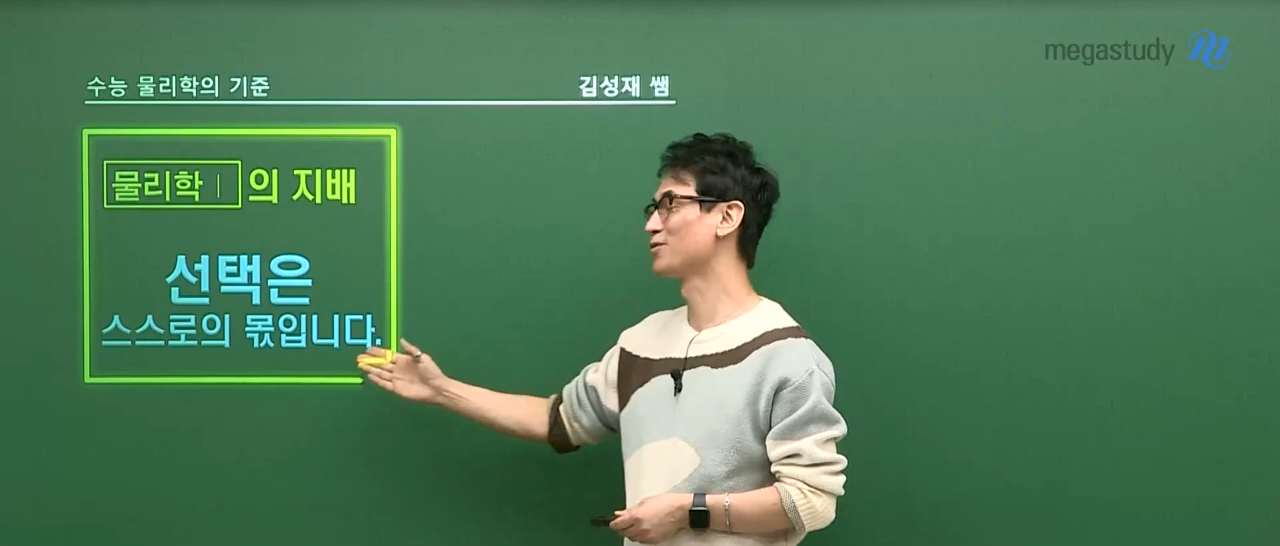 megastudy
수능 물리학의 기준 김성재 쌤
물리학Ⅰ의 지배
선택은
스스로의 몫입니다.